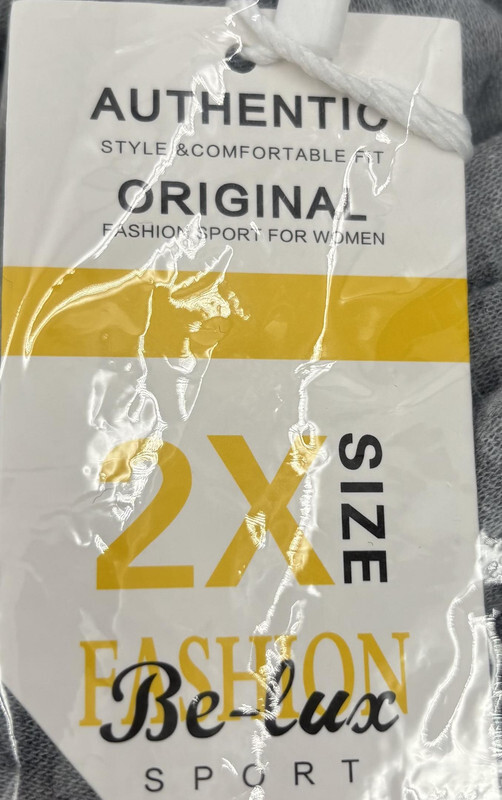 AUTHENTIC
STYLE &COMFORTABLE FIT
ORIGINAL
FASHION SPORT FOR WOMEN
2X SIZE
FASHION
Be-lux
SPORT